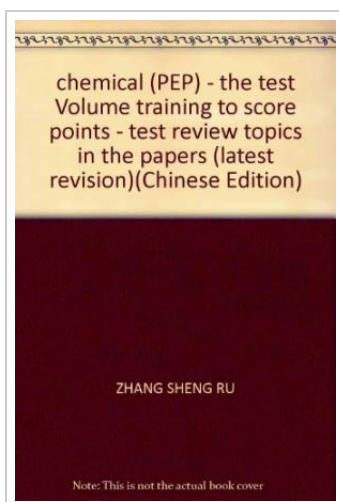 chemical (PEP) - the test
Volume training to score
points - test review topics
in the papers (latest
revision)(Chinese Edition)
ZHANG SHENG RU
Note: This is not the actual book cover